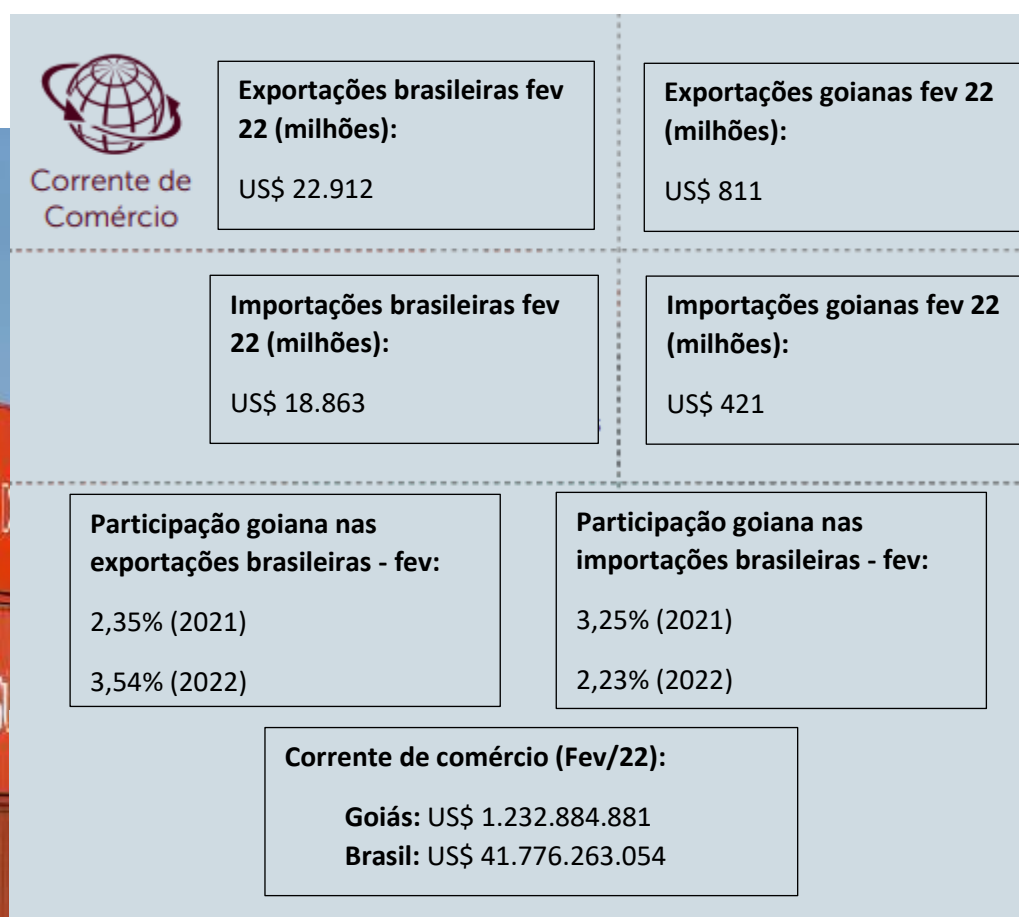 Corrente de
Comércio
Exportações brasileiras fev
22 (milhões):
US$ 22.912
Exportações goianas fev 22
(milhões):
US$ 811
Importações brasileiras fev
22 (milhões):
US$ 18.863
Importações goianas fev 22
(milhões):
US$ 421
Participação goiana nas
exportações brasileiras - fev:
2,35% (2021)
3,54% (2022)
Participação goiana nas
importações brasileiras - fev:
3,25% (2021)
2,23% (2022)
Corrente de comércio (Fev/22):
Goiás: US$ 1.232.884.881
Brasil: US$ 41.776.263.054